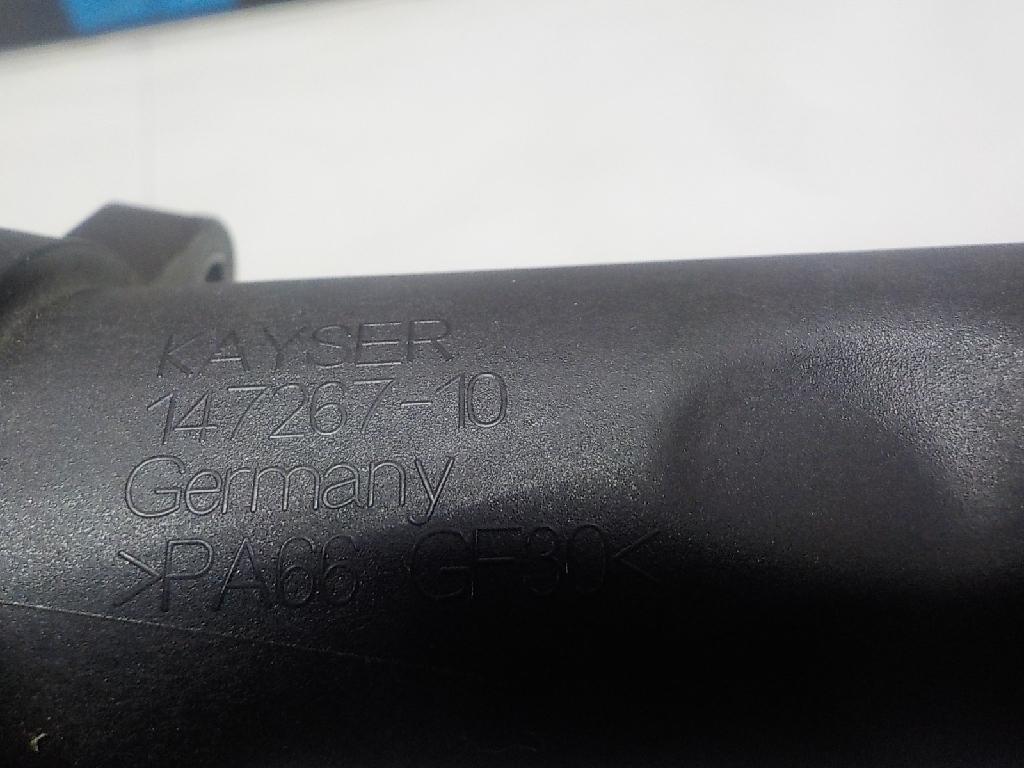 KAYSER
147267-10
Germany
>PA66 GF30<